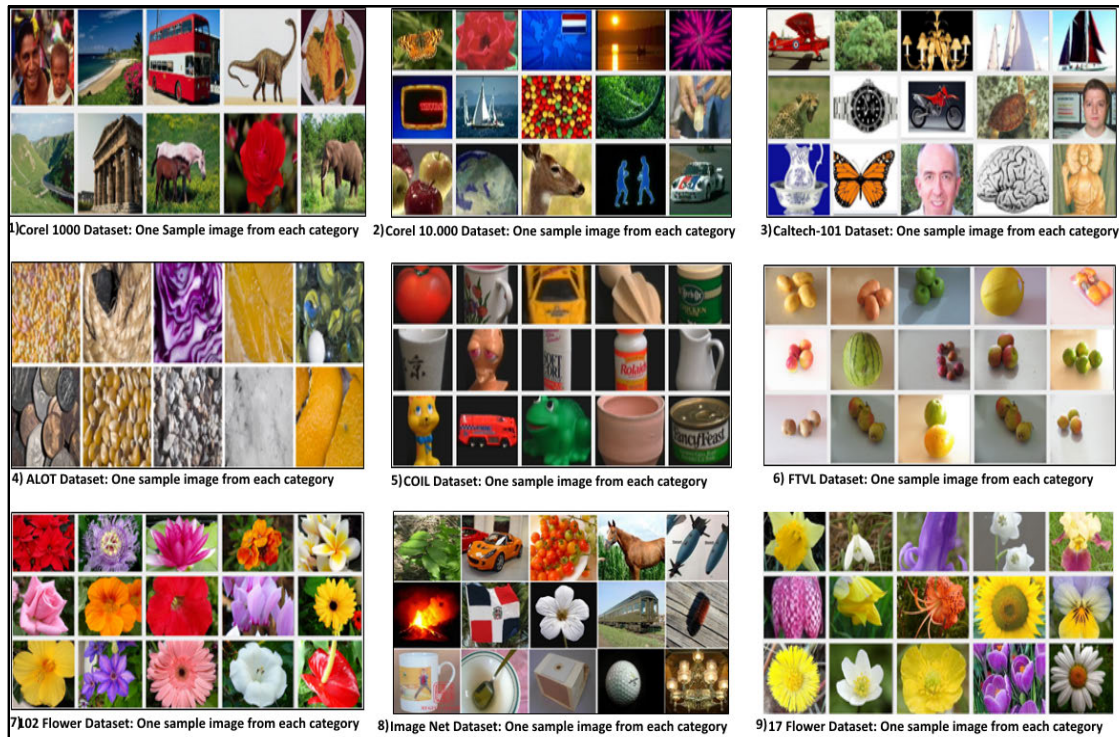 1)Corel 1000 Dataset: One Sample image from each category
2) Corel 10.000 Dataset: One sample image from each category
3) Caltech-101 Dataset: One sample image from each category
4) ALOT Dataset: One sample image from each category
Rolaids
FancyFeast
5)COIL Dataset: One sample image from each category
6) FTVL Dataset: One sample image from each category
7)102 Flower Dataset: One sample image from each category
8)Image Net Dataset: One sample image from each category
9)17 Flower Dataset: One sample image from each category